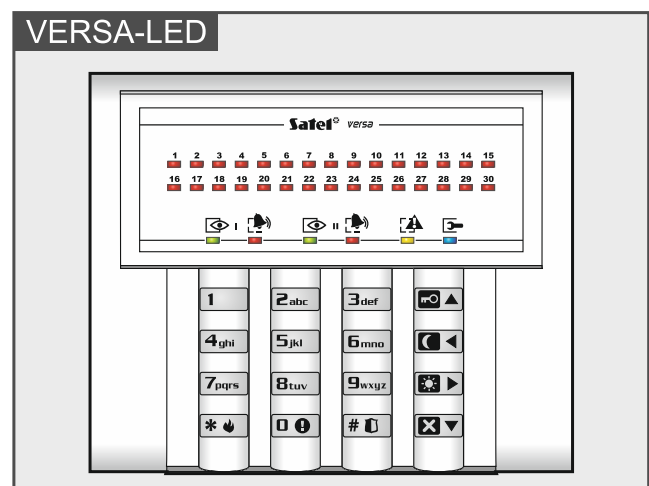 VERSA-LED
Satel versa
1 2 3 4 5 6 7 8 9 10 11 12 13 14 15
16 17 18 19 20 21 22 23 24 25 26 27 28 29 30
I II
1 2abc 3def
4ghi 5jkl 6mno
7pqrs 8tuv 9wxyz
* 0 #